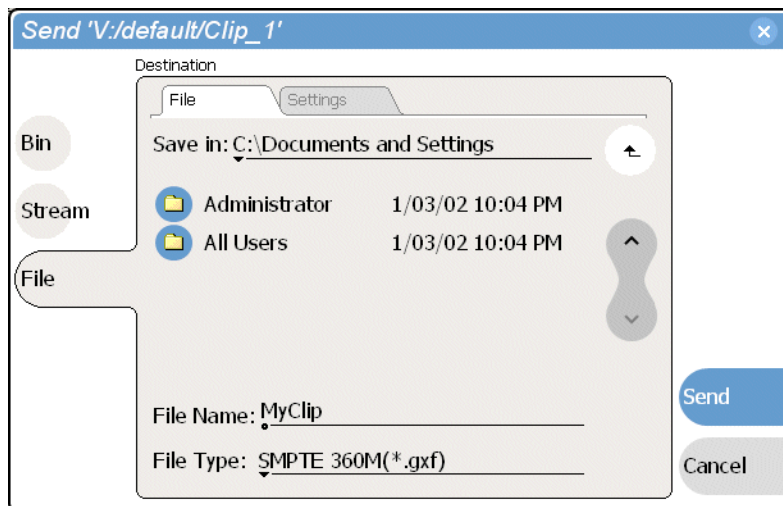 Send 'V:/default/Clip_1'
Destination
File Settings
Bin
Save in: C:\Documents and Settings
Stream
Administrator 1/03/02 10:04 PM
All Users 1/03/02 10:04 PM
File
File Name: MyClip
Send
File Type: SMPTE 360M(*.gxf)
Cancel